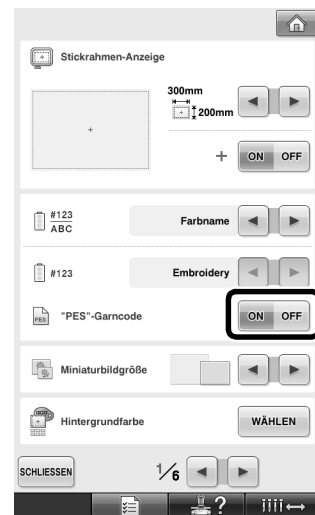 Stickrahmen-Anzeige
300mm
200mm
+ ON OFF
#123
ABC
Farbname
#123 Embroidery
PES "PES"-Garncode ON OFF
Miniaturbildgröße
Hintergrundfarbe WÄHLEN
SCHLIESSEN 1/6
?